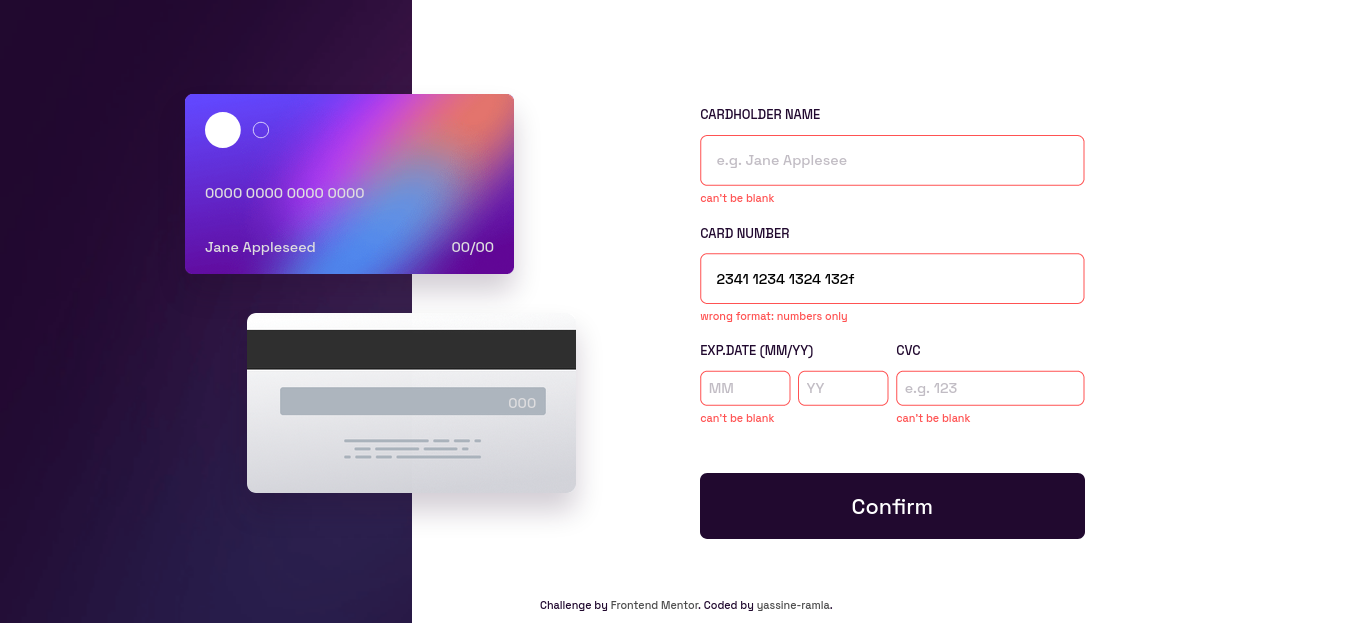 0000 0000 0000 0000
Jane Appleseed 00/00
000
CARDHOLDER NAME
e.g. Jane Applesee
can't be blank
CARD NUMBER
2341 1234 1324 132f
wrong format: numbers only
EXP.DATE (MM/YY) CVC
MM YY e.g. 123
can't be blank can't be blank
Confirm
Challenge by Frontend Mentor. Coded by yassine-ramla.